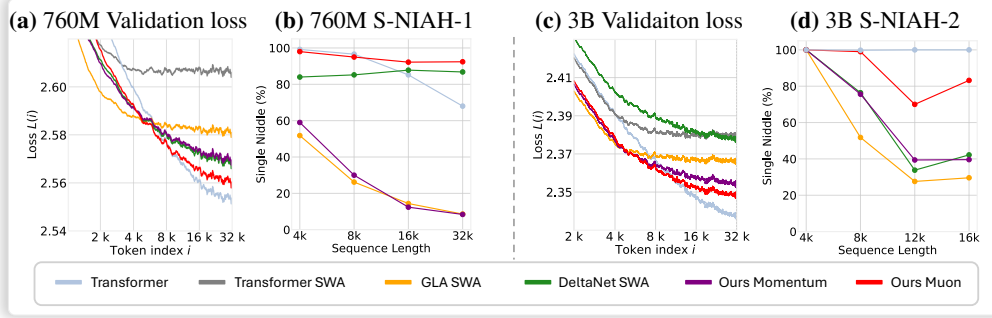 (a) 760M Validation loss
(b) 760M S-NIAH-1
(c) 3B Validaiton loss
(d) 3B S-NIAH-2
Loss L(i)
2.60
2.58
2.56
2.54
2 k 4 k 8 k 16 k 32 k
Token index i
Single Niddle (%)
100
80
60
40
20
0
4k 8k 16k 32k
Sequence Length
Loss L(i)
2.41
2.39
2.37
2.35
2 k 4 k 8 k 16 k 32 k
Token index i
Single Niddle (%)
100
80
60
40
20
0
4k 8k 12k 16k
Sequence Length
Transformer
Transformer SWA
GLA SWA
DeltaNet SWA
Ours Momentum
Ours Muon